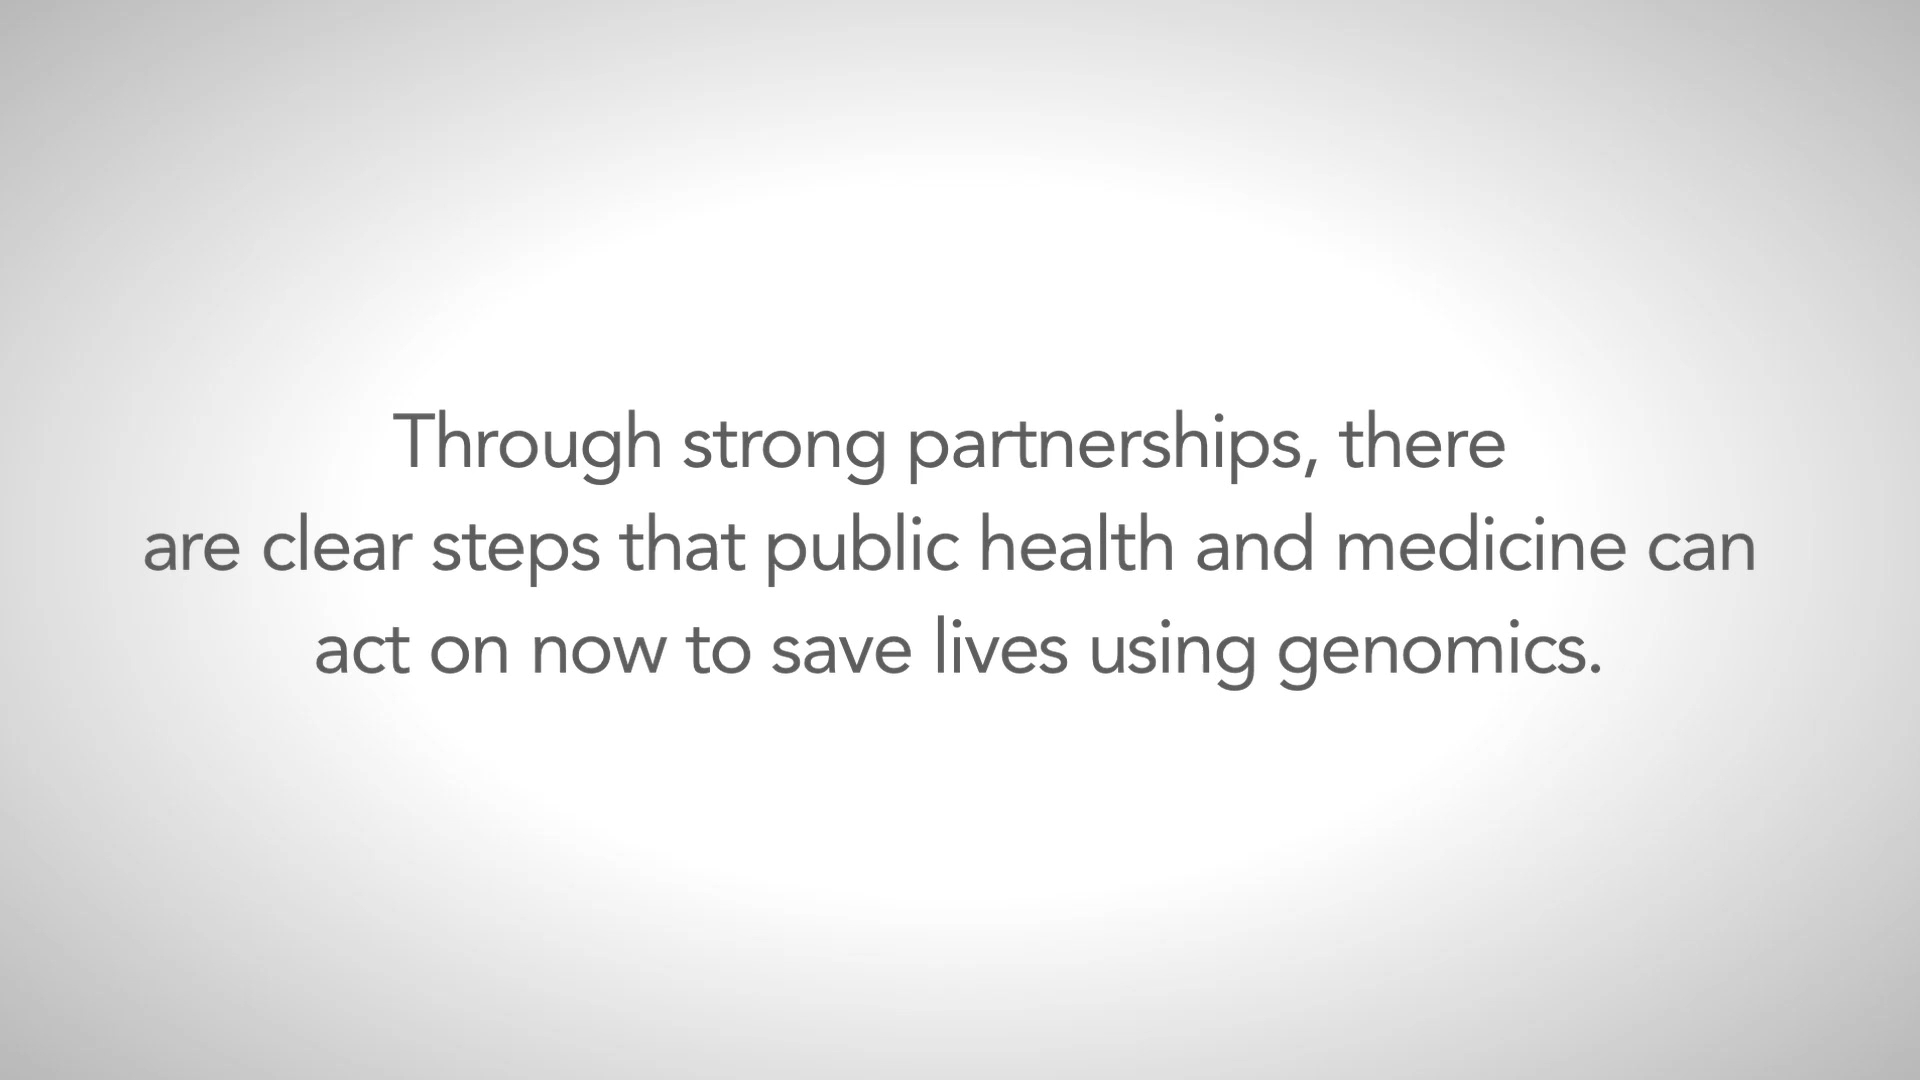 Through strong partnerships, there
are clear steps that public health and medicine can
act on now to save lives using genomics.